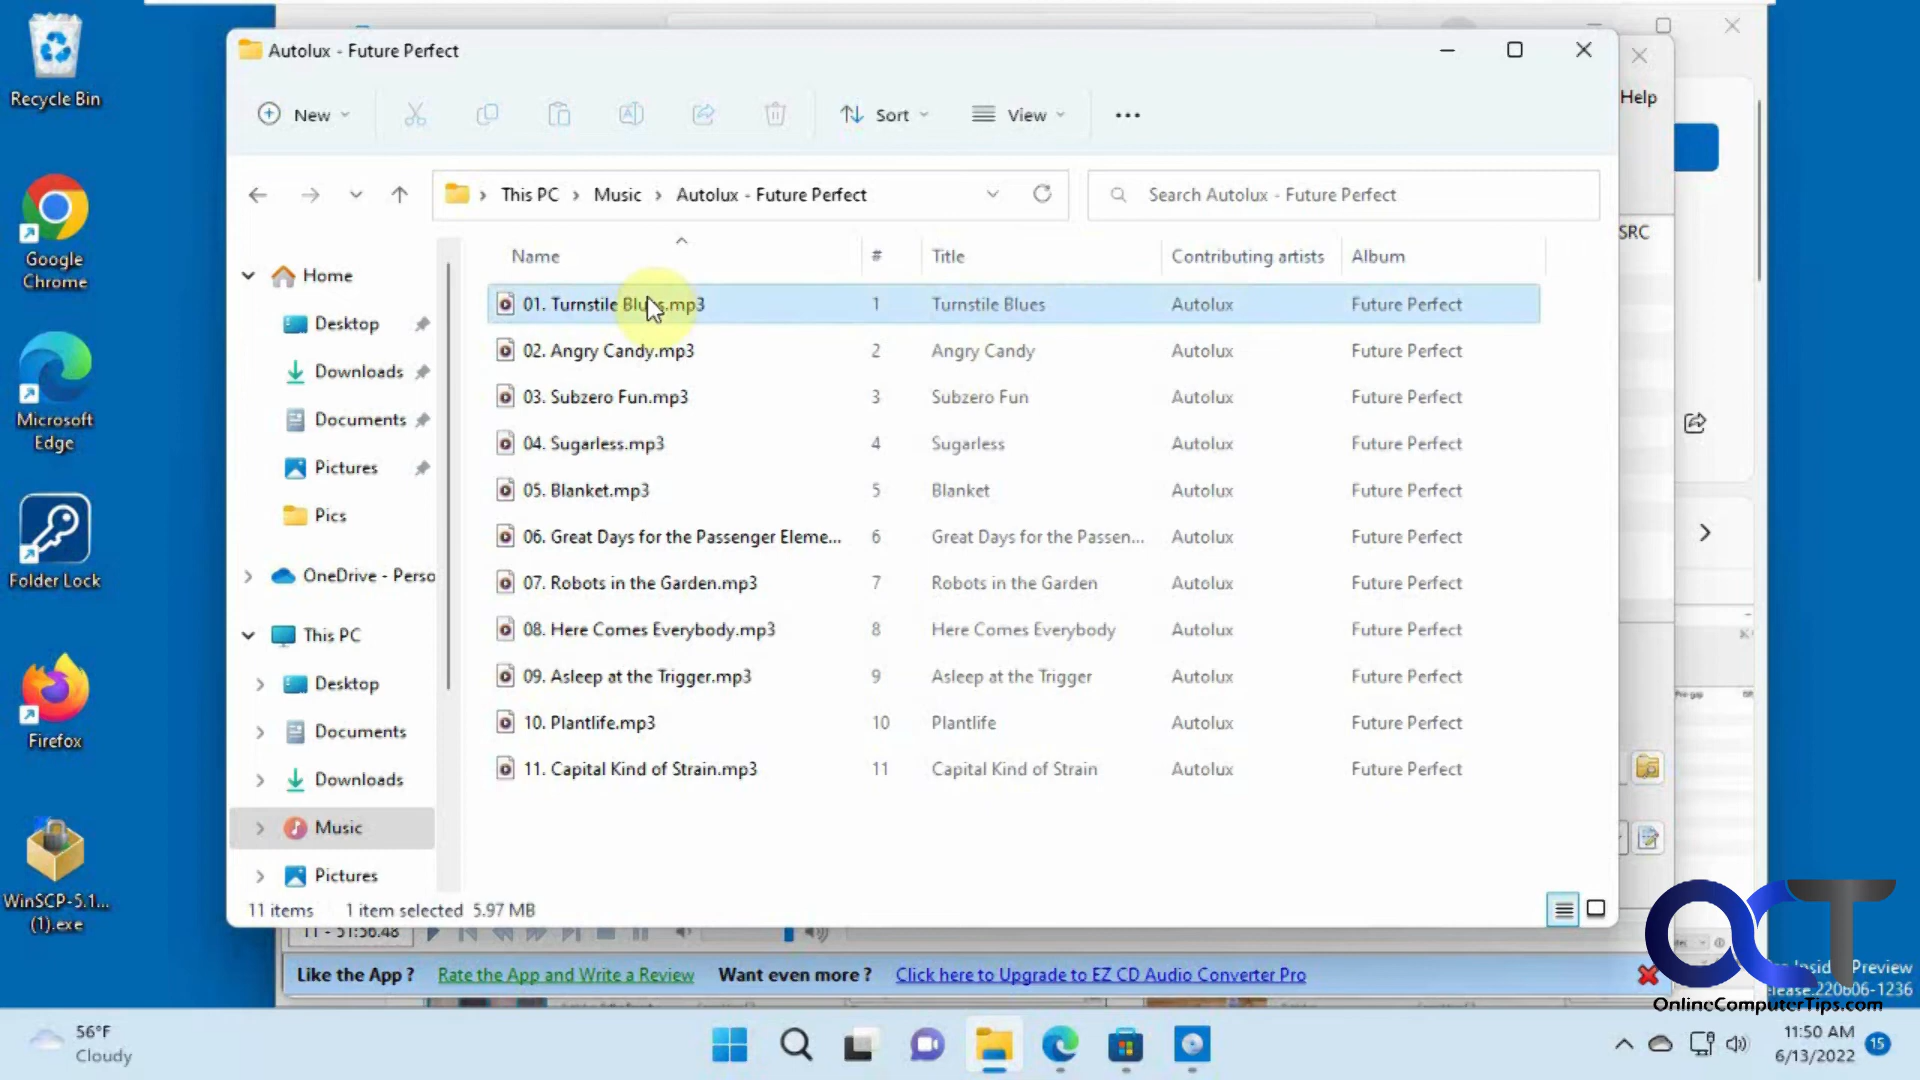 Recycle Bin
Google
Chrome
Microsoft
Edge
Folder Lock
Firefox
WinSCP-5.1...
(1).exe
Autolux - Future Perfect
New
Sort
View
Help
This PC > Music > Autolux - Future Perfect
Search Autolux - Future Perfect
Home
Desktop
Downloads
Documents
Pictures
Pics
OneDrive - Perso
This PC
Desktop
Documents
Downloads
Music
Pictures
Name # Title Contributing artists Album
SRC
01. Turnstile Blues.mp3 1 Turnstile Blues Autolux Future Perfect
02. Angry Candy.mp3 2 Angry Candy Autolux Future Perfect
03. Subzero Fun.mp3 3 Subzero Fun Autolux Future Perfect
04. Sugarless.mp3 4 Sugarless Autolux Future Perfect
05. Blanket.mp3 5 Blanket Autolux Future Perfect
06. Great Days for the Passenger Eleme... 6 Great Days for the Passen... Autolux Future Perfect
07. Robots in the Garden.mp3 7 Robots in the Garden Autolux Future Perfect
08. Here Comes Everybody.mp3 8 Here Comes Everybody Autolux Future Perfect
09. Asleep at the Trigger.mp3 9 Asleep at the Trigger Autolux Future Perfect
10. Plantlife.mp3 10 Plantlife Autolux Future Perfect
11. Capital Kind of Strain.mp3 11 Capital Kind of Strain Autolux Future Perfect
Pre-gap
11 items 1 item selected 5.97 MB
11 - 51:56.48
Like the App ? Rate the App and Write a Review Want even more ? Click here to Upgrade to EZ CD Audio Converter Pro
Preview
220606-1236
OCT
OnlineComputerTips.com
56°F
Cloudy
11:50 AM
6/13/2022
15